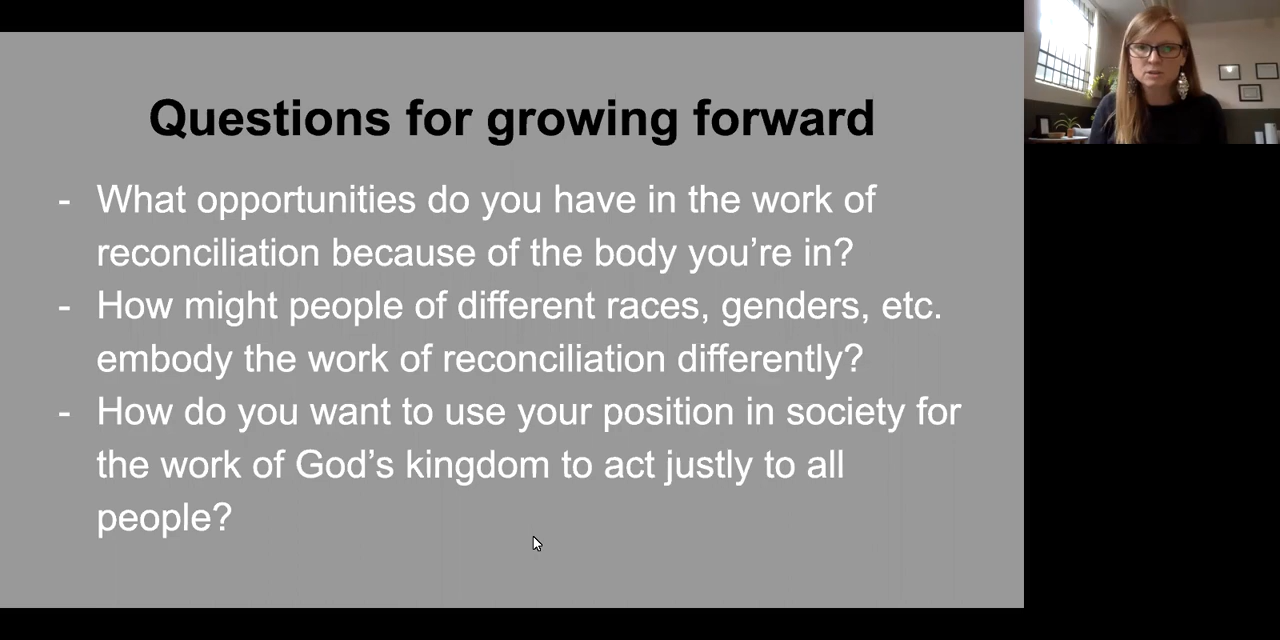 Questions for growing forward
- What opportunities do you have in the work of
reconciliation because of the body you’re in?
- How might people of different races, genders, etc.
embody the work of reconciliation differently?
- How do you want to use your position in society for
the work of God’s kingdom to act justly to all
people?